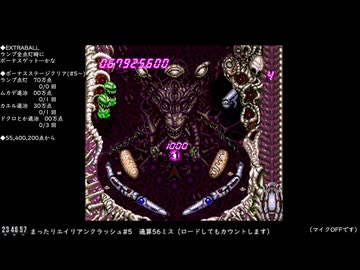 ◆EXTRABALL
ランプ全点灯時に
ボーナスゲットーかな
◆ボーナスステージクリア(#5～)
ランプ点灯 70万点
0/0 回
ムカデ退治 00万点
0/1 回
カエル退治 30万点
0/1 回
ドクロとか退治 00万点
0/3 回
◆55,400,200点から
067925600
4
1000
23 46 57
まったりエイリアンクラッシュ#5 通算56ミス（ロードしてもカウントします）
(マイクOFFです)